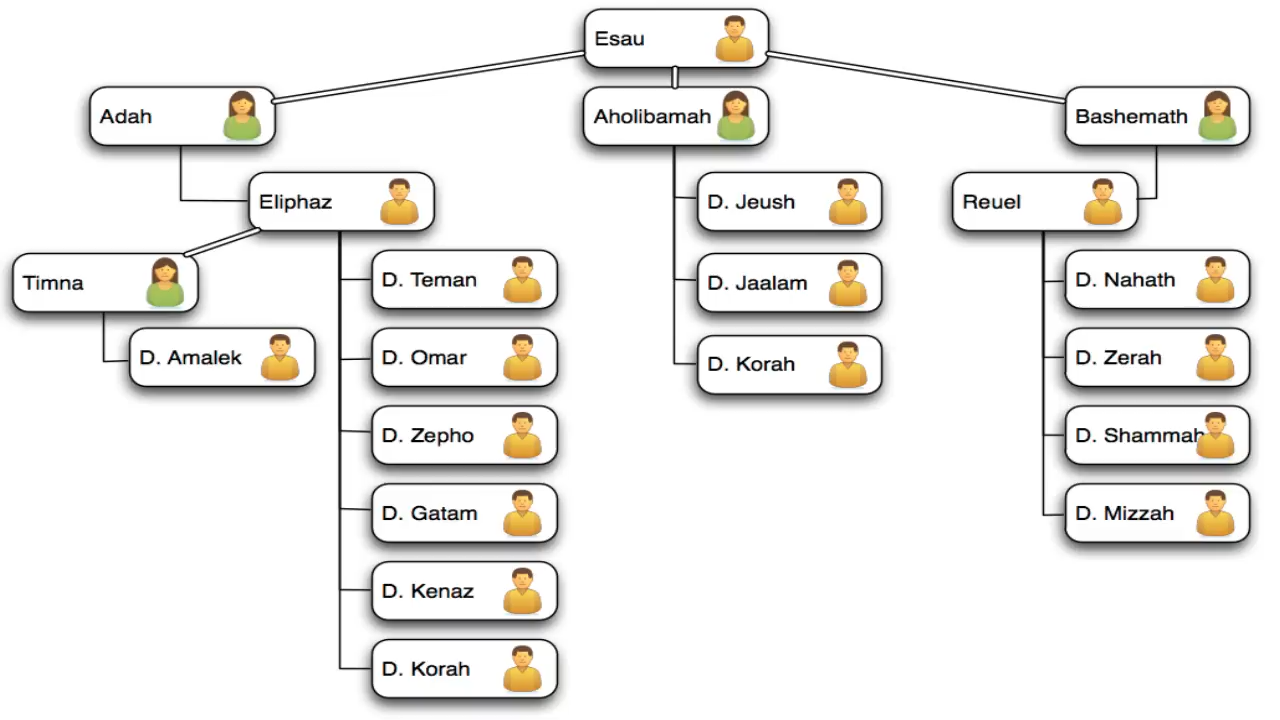 Esau
Adah
Aholibamah
Bashemath
Eliphaz
D. Jeush
Reuel
Timna
D. Teman
D. Jaalam
D. Nahath
D. Amalek
D. Omar
D. Korah
D. Zerah
D. Zepho
D. Shammah
D. Gatam
D. Mizzah
D. Kenaz
D. Korah